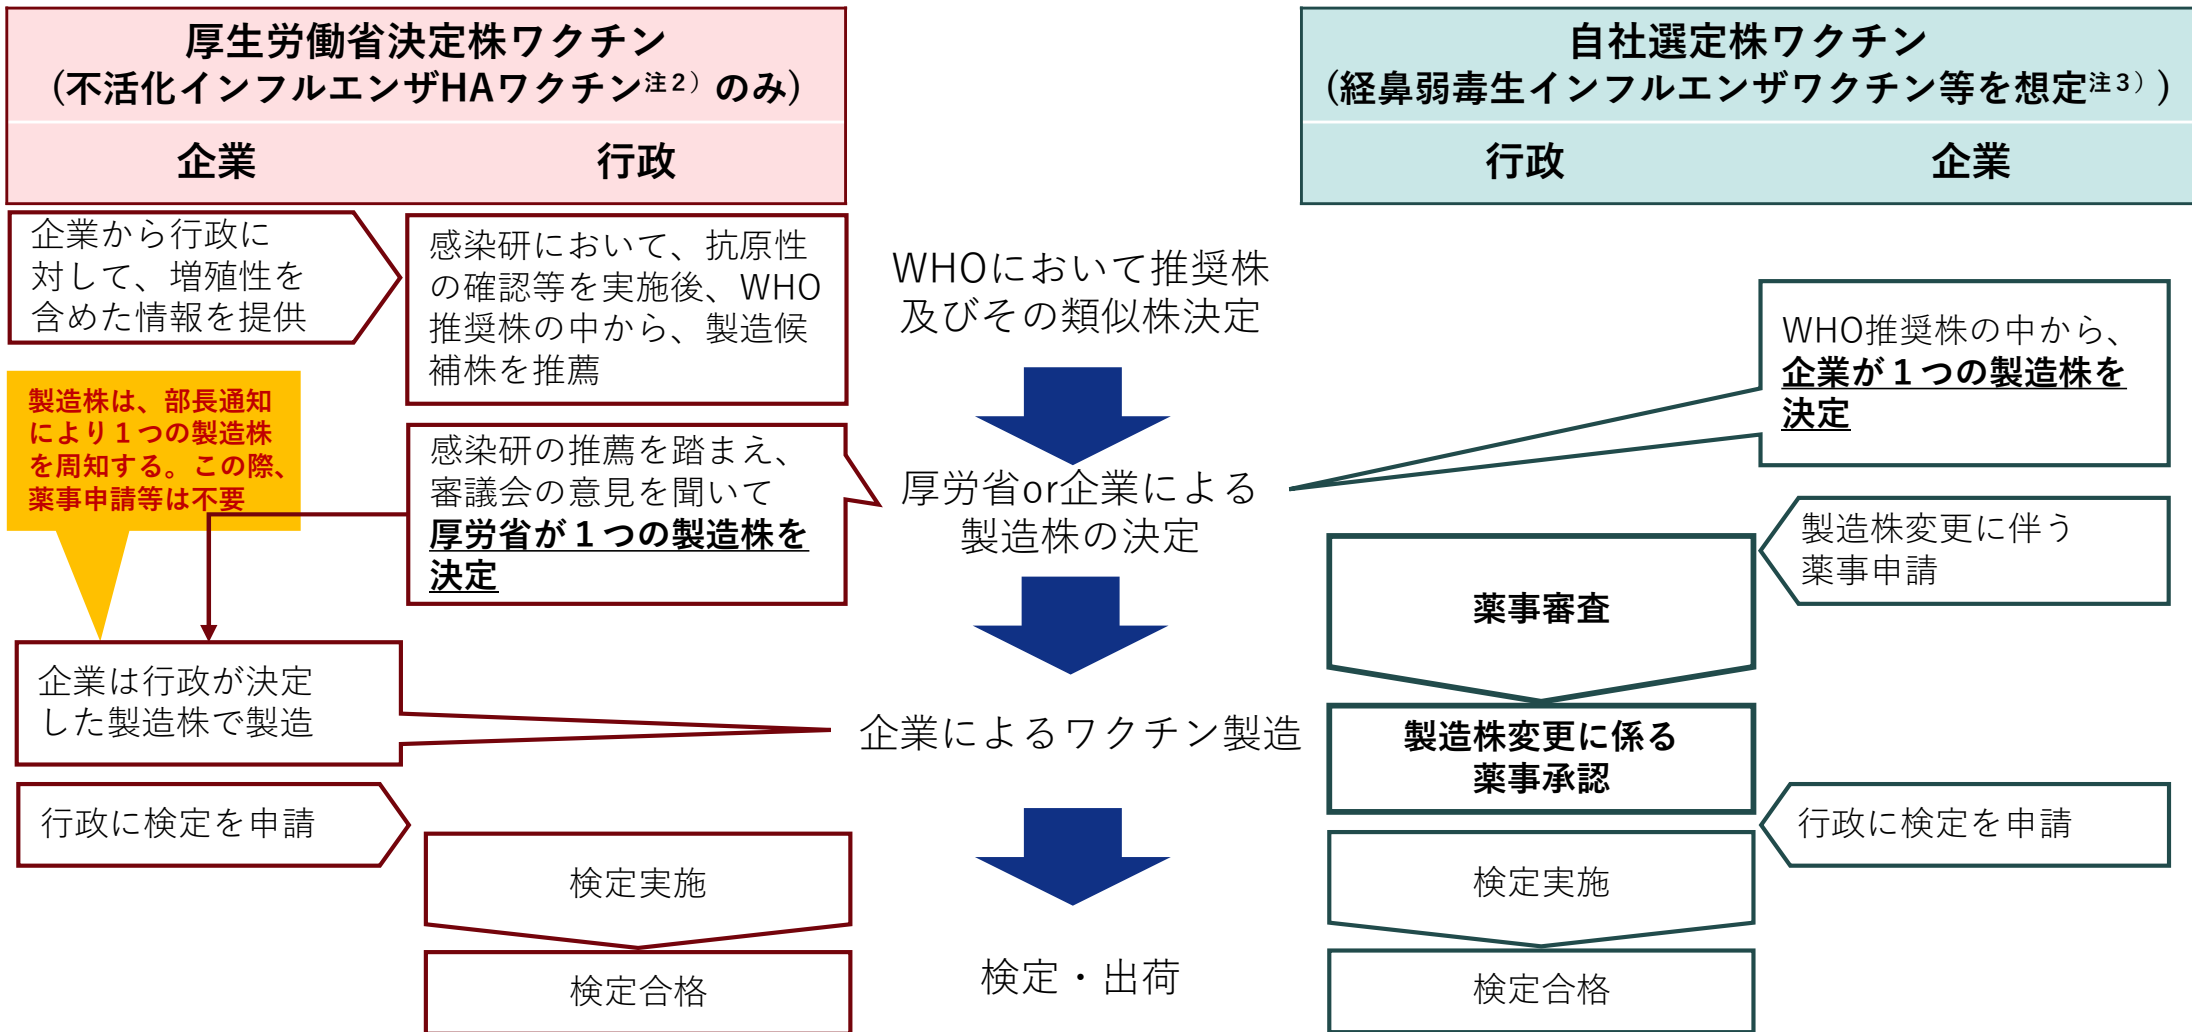 厚生労働省決定株ワクチン
(不活化インフルエンザHAワクチン注２）のみ)
企業
行政
企業から行政に
対して、増殖性を
含めた情報を提供
感染研において、抗原性
の確認等を実施後、WHO
推奨株の中から、製造候
補株を推薦
製造株は、部長通知
により１つの製造株
を周知する。この際、
薬事申請等は不要
感染研の推薦を踏まえ、
審議会の意見を聞いて
厚労省が１つの製造株を
決定
企業は行政が決定
した製造株で製造
行政に検定を申請
検定実施
検定合格
WHOにおいて推奨株
及びその類似株決定
厚労省or企業による
製造株の決定
企業によるワクチン製造
検定・出荷
自社選定株ワクチン
(経鼻弱毒生インフルエンザワクチン等を想定注３）)
行政
企業
WHO推奨株の中から、
企業が１つの製造株を
決定
製造株変更に伴う
薬事申請
薬事審査
製造株変更に係る
薬事承認
行政に検定を申請
検定実施
検定合格